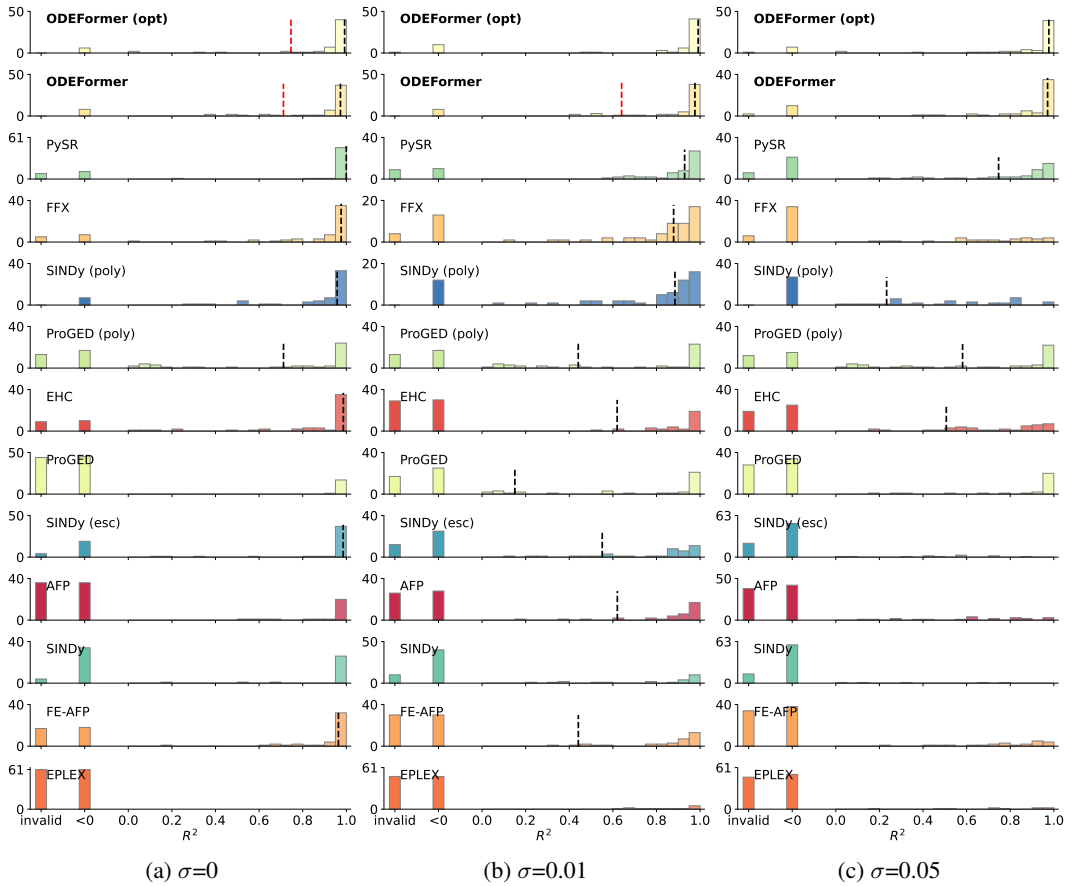 50
0
ODEFormer (opt)
50
0
ODEFormer
61
0
PySR
40
0
FFX
40
0
SINDy (poly)
40
0
ProGED (poly)
40
0
EHC
50
0
ProGED
50
0
SINDy (esc)
40
0
AFP
40
0
SINDy
40
0
FE-AFP
61
0
EPLEX
invalid <0 0.0 0.2 0.4 0.6 0.8 1.0
R²
(a) σ=0
50
0
ODEFormer (opt)
50
0
ODEFormer
40
0
PySR
20
0
FFX
20
0
SINDy (poly)
40
0
ProGED (poly)
40
0
EHC
40
0
ProGED
40
0
SINDy (esc)
40
0
AFP
50
0
SINDy
40
0
FE-AFP
61
0
EPLEX
invalid <0 0.0 0.2 0.4 0.6 0.8 1.0
R²
(b) σ=0.01
50
0
ODEFormer (opt)
40
0
ODEFormer
40
0
PySR
40
0
FFX
40
0
SINDy (poly)
40
0
ProGED (poly)
40
0
EHC
40
0
ProGED
63
0
SINDy (esc)
50
0
AFP
63
0
SINDy
40
0
FE-AFP
61
0
EPLEX
invalid <0 0.0 0.2 0.4 0.6 0.8 1.0
R²
(c) σ=0.05